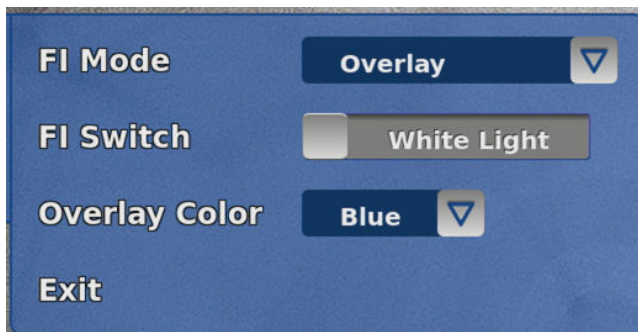 FI Mode Overlay
FI Switch White Light
Overlay Color Blue
Exit